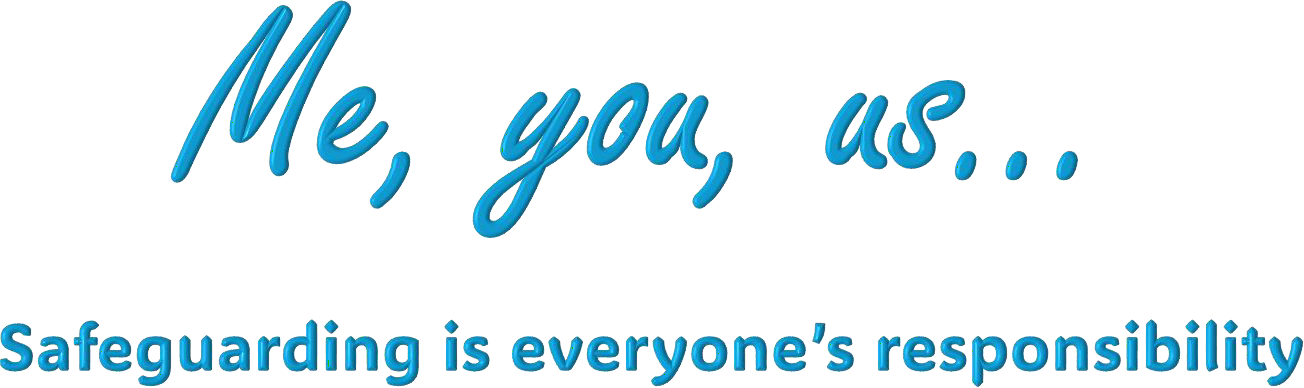 Me, you, us...
Safeguarding is everyone’s responsibility